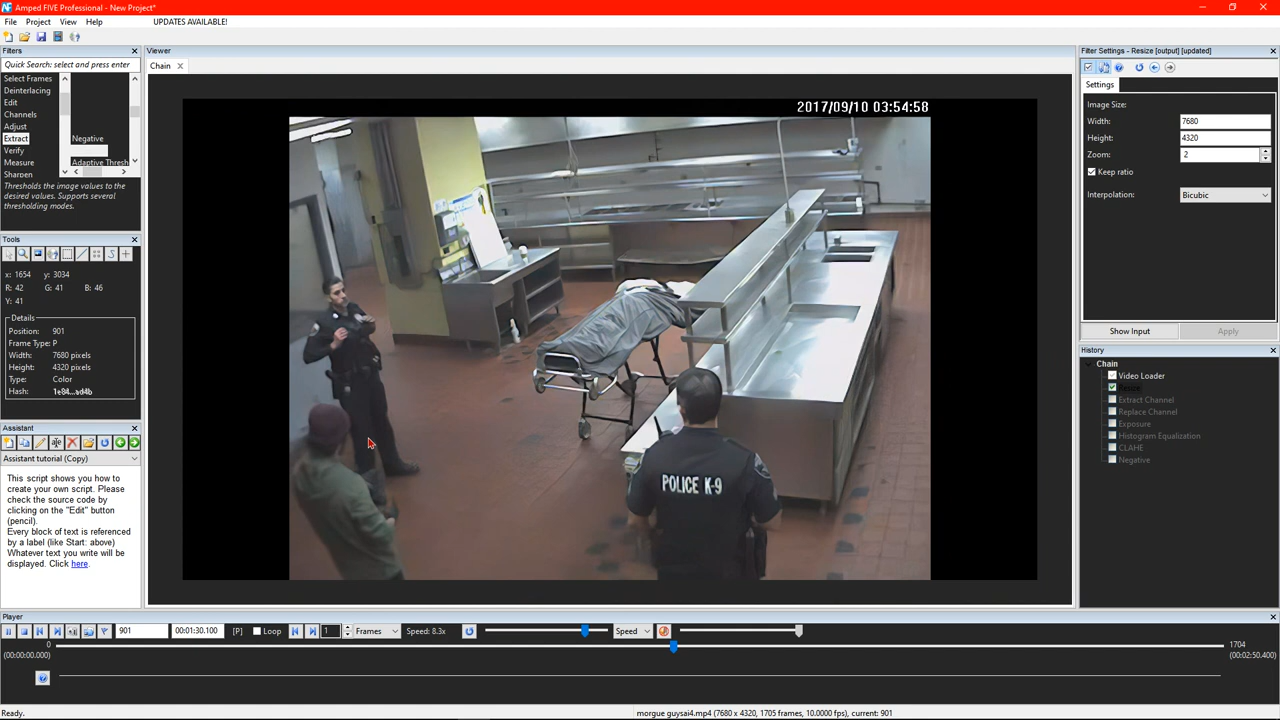 Amped FIVE Professional - New Project*
File Project View Help UPDATES AVAILABLE!
Filters
Quick Search: select and press enter
Select Frames
Deinterlacing
Edit
Channels
Adjust
Extract
Negative
Verify
Measure
Adaptive Thresh
Sharpen
Thresholds the image values to the
desired values. Supports several
thresholding modes.
Tools
x: 1654 y: 3034
R: 42 G: 41 B: 46
Y: 41
Details
Position: 901
Frame Type: P
Width: 7680 pixels
Height: 4320 pixels
Type: Color
Hash:
Assistant
Assistant tutorial (Copy)
This script shows you how to
create your own script. Please
check the source code by
clicking on the "Edit" button
(pencil).
Every block of text is referenced
by a label (like Start: above)
Whatever text you write will be
displayed. Click here.
Viewer
Chain
2017/09/10 03:54:58
POLICE K-9
Filter Settings - Resize [output] [updated]
Settings
Image Size:
Width: 7680
Height: 4320
Zoom: 2
Keep ratio
Interpolation: Bicubic
Show Input Apply
History
Chain
Video Loader
Resize
Extract Channel
Replace Channel
Exposure
Histogram Equalization
CLAHE
Negative
Player
901 00:01:30.100 [P] Loop 1 Frames Speed: 8.3x Speed
0 1704
(00:00:00.000) (00:02:50.400)
Ready. morgue guysai4.mp4 (7680 x 4320, 1705 frames, 10.0000 fps), current: 901